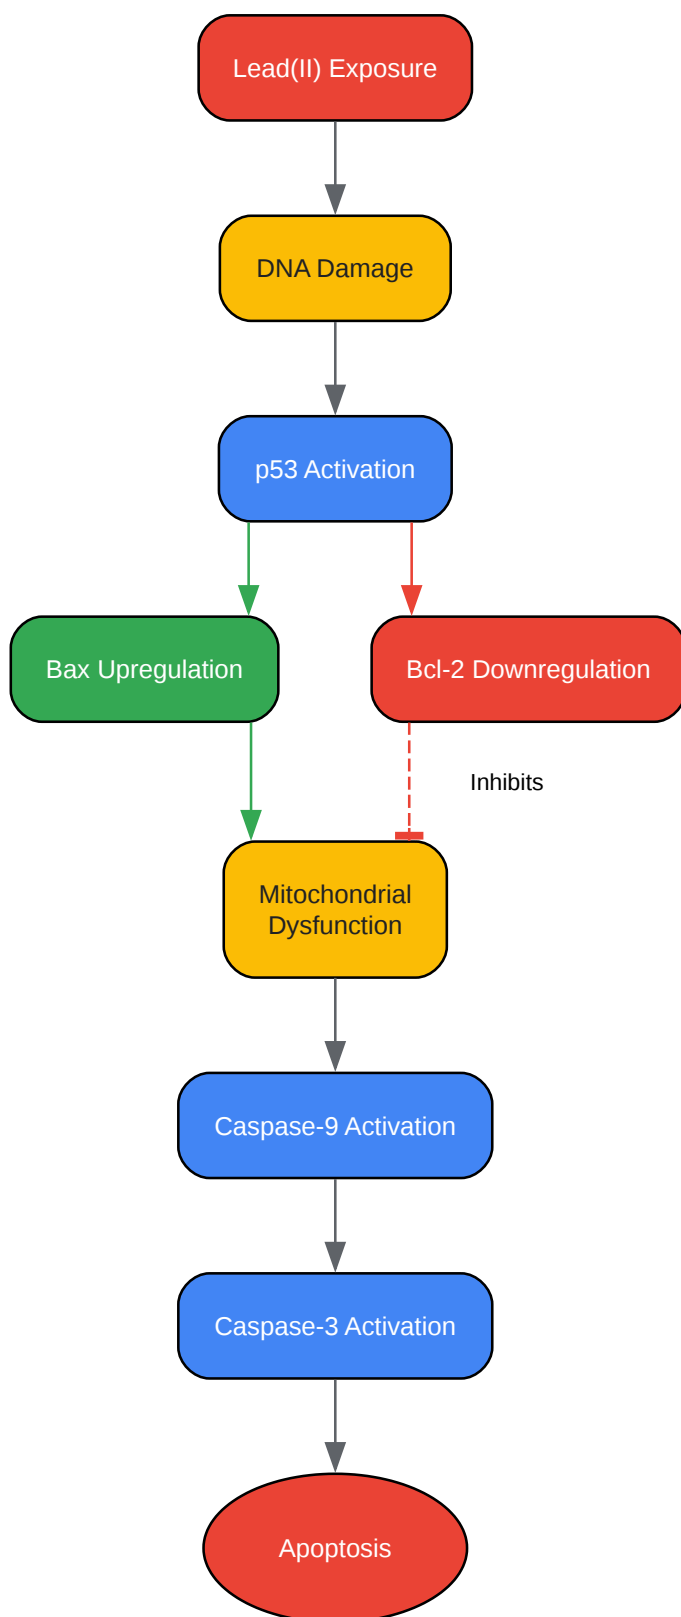 Lead(II) Exposure
DNA Damage
p53 Activation
Bax Upregulation
Bcl-2 Downregulation
Inhibits
Mitochondrial
Dysfunction
Caspase-9 Activation
Caspase-3 Activation
Apoptosis